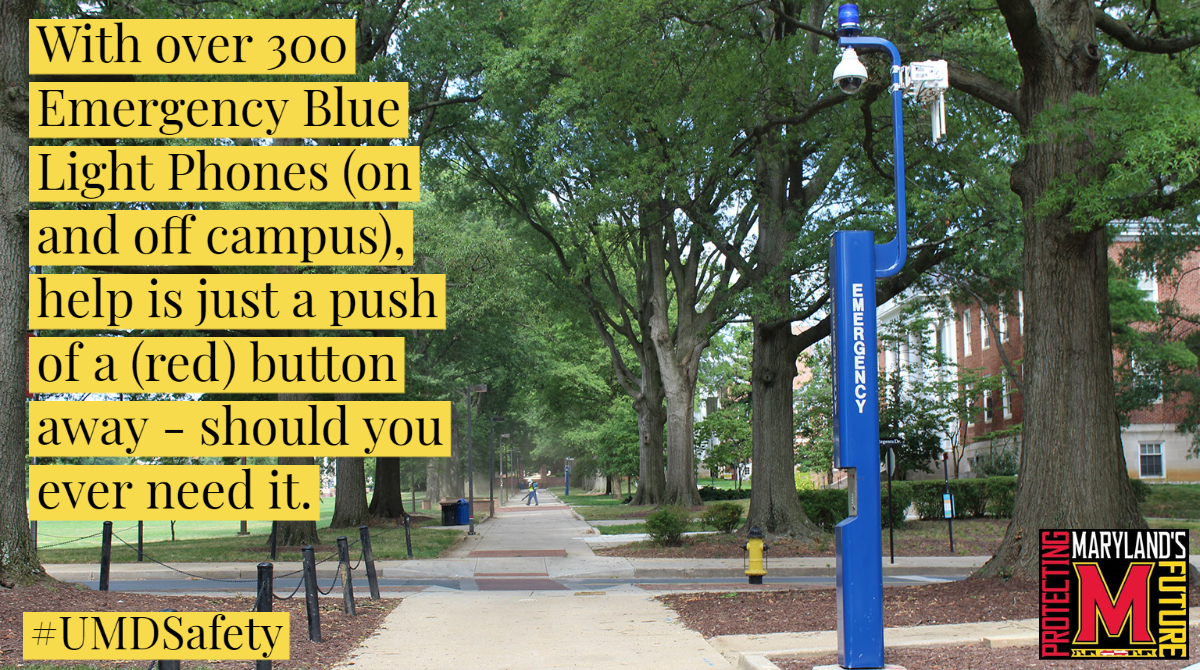 With over 300
Emergency Blue
Light Phones (on
and off campus),
help is just a push
of a (red) button
away - should you
ever need it.
#UMDSafety
EMERGENCY
PROTECTING
MARYLAND'S
FUTURE
M